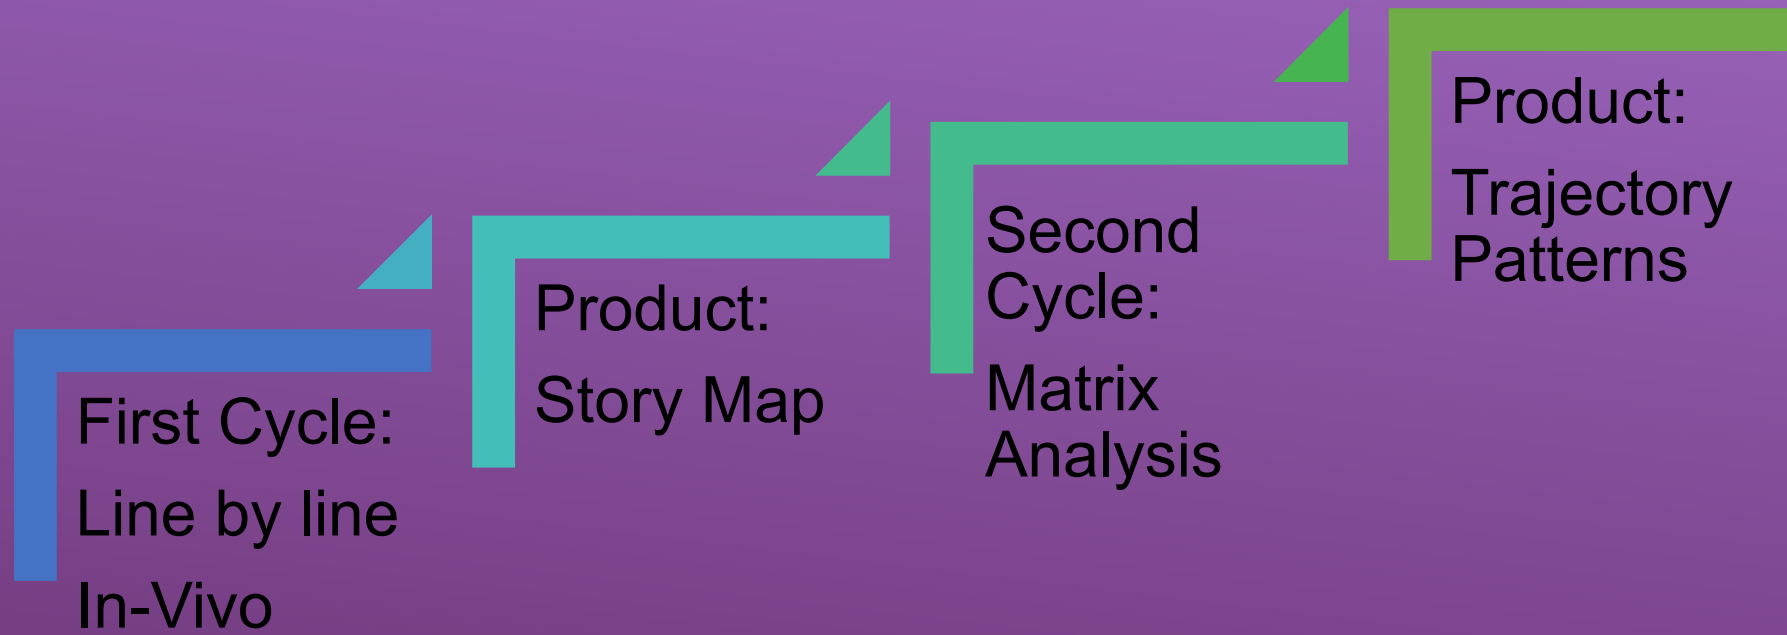 First Cycle:
Line by line
In-Vivo
Product:
Story Map
Second
Cycle:
Matrix
Analysis
Product:
Trajectory
Patterns